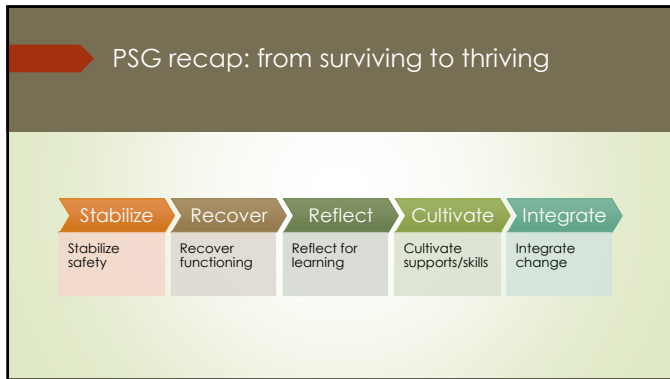 PSG recap: from surviving to thriving
Stabilize
Recover
Reflect
Cultivate
Integrate
Stabilize
safety
Recover
functioning
Reflect for
learning
Cultivate
supports/skills
Integrate
change